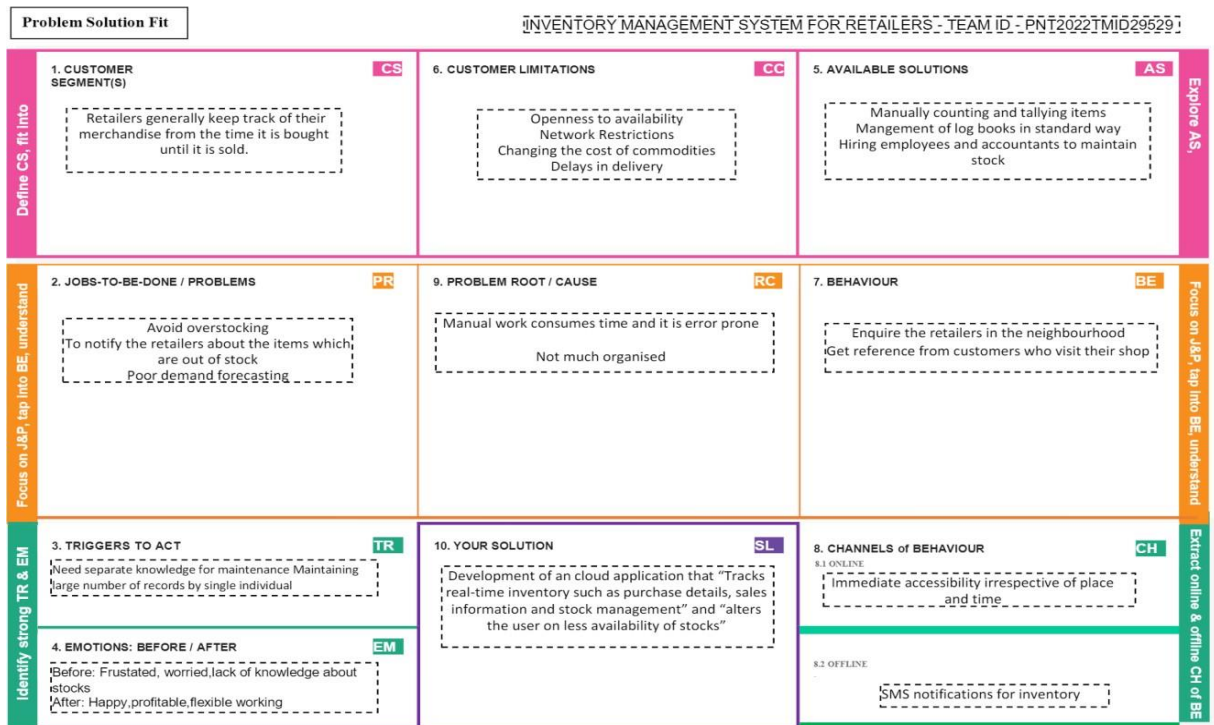 Problem Solution Fit
INVENTORY MANAGEMENT SYSTEM FOR RETAILERS - TEAM ID - PNT2022TMID29529
Define CS, fit into
1. CUSTOMER
SEGMENT(S)
CS
Retailers generally keep track of their
merchandise from the time it is bought
until it is sold.
6. CUSTOMER LIMITATIONS
CC
Openness to availability
Network Restrictions
Changing the cost of commodities
Delays in delivery
5. AVAILABLE SOLUTIONS
AS
Manually counting and tallying items
Mangement of log books in standard way
Hiring employees and accountants to maintain
stock
Explore AS,
Focus on J&P, tap into BE, understand
2. JOBS-TO-BE-DONE / PROBLEMS
PR
Avoid overstocking
To notify the retailers about the items which
are out of stock
Poor demand forecasting
9. PROBLEM ROOT / CAUSE
RC
Manual work consumes time and it is error prone
Not much organised
7. BEHAVIOUR
BE
Enquire the retailers in the neighbourhood
Get reference from customers who visit their shop
Focus on J&P, tap into BE, understand
Identify strong TR & EM
3. TRIGGERS TO ACT
TR
Need separate knowledge for maintenance Maintaining
large number of records by single individual
4. EMOTIONS: BEFORE / AFTER
EM
Before: Frustated, worried,lack of knowledge about
stocks
After: Happy,profitable,flexible working
10. YOUR SOLUTION
SL
Development of an cloud application that “Tracks
real-time inventory such as purchase details, sales
information and stock management” and “alters
the user on less availability of stocks”
8. CHANNELS of BEHAVIOUR
CH
8.1 ONLINE
Immediate accessibility irrespective of place
and time
8.2 OFFLINE
SMS notifications for inventory
Extract online & offline CH of BE